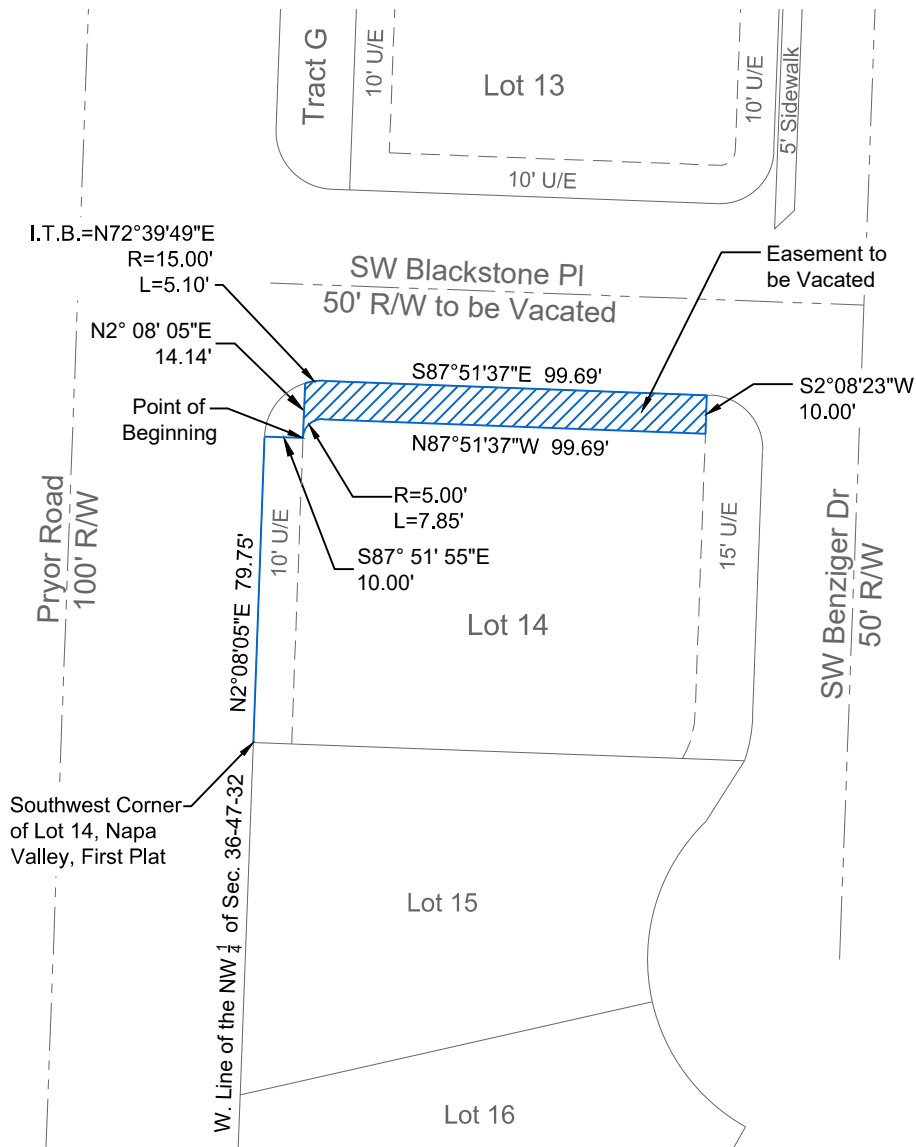 Tract G
10' U/E
Lot 13
10' U/E
5' Sidewalk
10' U/E
I.T.B.=N72°39'49"E
R=15.00'
L=5.10'
SW Blackstone Pl
50' R/W to be Vacated
Easement to
be Vacated
N2° 08' 05"E
14.14'
S87°51'37"E 99.69'
S2°08'23"W
10.00'
Point of
Beginning
N87°51'37"W 99.69'
R=5.00'
L=7.85'
S87° 51' 55"E
10.00'
Pryor Road
100' R/W
N2°08'05"E 79.75'
10' U/E
Lot 14
15' U/E
SW Benziger Dr
50' R/W
Southwest Corner
of Lot 14, Napa
Valley, First Plat
W. Line of the NW 1/4 of Sec. 36-47-32
Lot 15
Lot 16